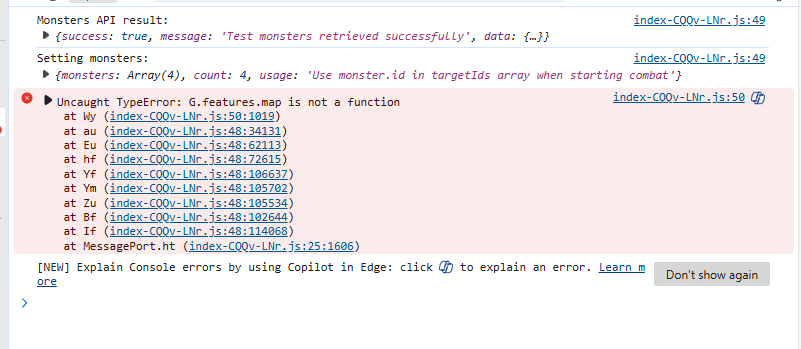 Monsters API result: index-CQQv-LNr.js:49
{success: true, message: 'Test monsters retrieved successfully', data: {…}}
Setting monsters: index-CQQv-LNr.js:49
{monsters: Array(4), count: 4, usage: 'Use monster.id in targetIds array when starting combat'}
Uncaught TypeError: G.features.map is not a function index-CQQv-LNr.js:50
at Wy (index-CQQv-LNr.js:50:1019)
at au (index-CQQv-LNr.js:48:34131)
at Eu (index-CQQv-LNr.js:48:62113)
at hf (index-CQQv-LNr.js:48:72615)
at Yf (index-CQQv-LNr.js:48:106637)
at Ym (index-CQQv-LNr.js:48:105702)
at Zu (index-CQQv-LNr.js:48:105534)
at Bf (index-CQQv-LNr.js:48:102644)
at If (index-CQQv-LNr.js:48:114068)
at MessagePort.ht (index-CQQv-LNr.js:25:1606)
[NEW] Explain Console errors by using Copilot in Edge: click to explain an error. Learn m
ore
Don't show again